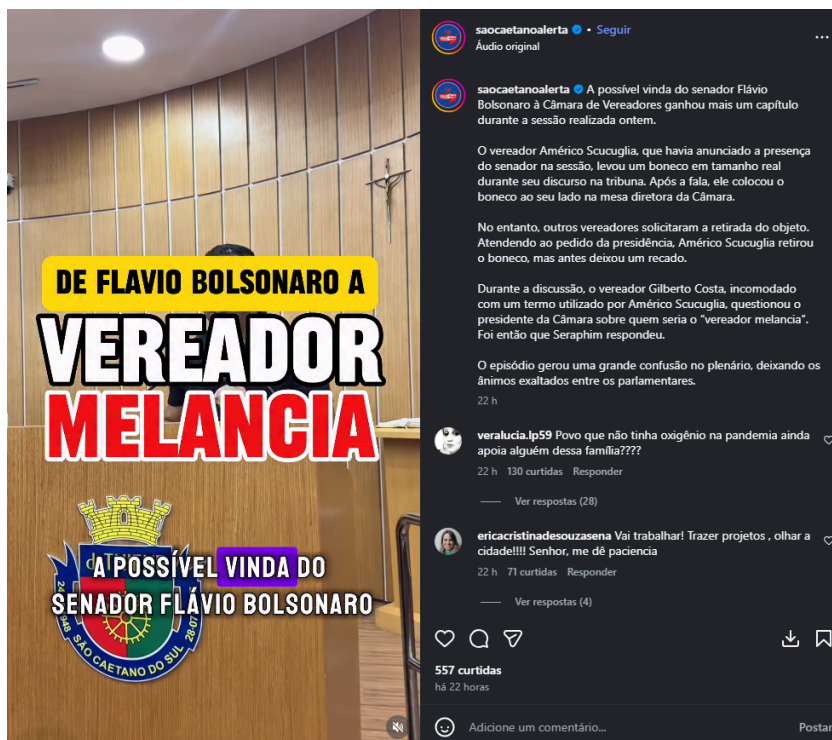 DE FLAVIO BOLSONARO A
VEREADOR
MELANCIA
A POSSÍVEL VINDO DO
SENADOR FLÁVIO BOLSONARO
SÃO CAETANO DO SUL
saocaetanoalerta • Seguir
Áudio original
saocaetanoalerta A possível vinda do senador Flávio
Bolsonaro à Câmara de Vereadores ganhou mais um capítulo
durante a sessão realizada ontem.
O vereador Américo Scucuglia, que havia anunciado a presença
do senador na sessão, levou um boneco em tamanho real
durante seu discurso na tribuna. Após a fala, ele colocou o
boneco ao seu lado na mesa diretora da Câmara.
No entanto, outros vereadores solicitaram a retirada do objeto.
Atendendo ao pedido da presidência, Américo Scucuglia retirou
o boneco, mas antes deixou um recado.
Durante a discussão, o vereador Gilberto Costa, incomodado
com um termo utilizado por Américo Scucuglia, questionou o
presidente da Câmara sobre quem seria o "vereador melancia".
Foi então que Seraphim respondeu.
O episódio gerou uma grande confusão no plenário, deixando os
ânimos exaltados entre os parlamentares.
22 h
veralucia.lp59 Povo que não tinha oxigênio na pandemia ainda
apoia alguém dessa família????
22 h 130 curtidas Responder
Ver respostas (28)
ericacristinadesouzasena Vai trabalhar! Trazer projetos , olhar a
cidade!!!! Senhor, me dê paciencia
22 h 71 curtidas Responder
Ver respostas (4)
557 curtidas
há 22 horas
Adicione um comentário...
Postar